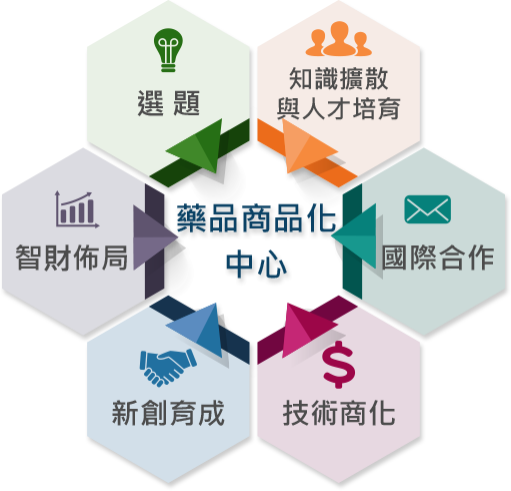 選 題
知識擴散
與人才培育
智財佈局
藥品商品化
中心
國際合作
新創育成
技術商化